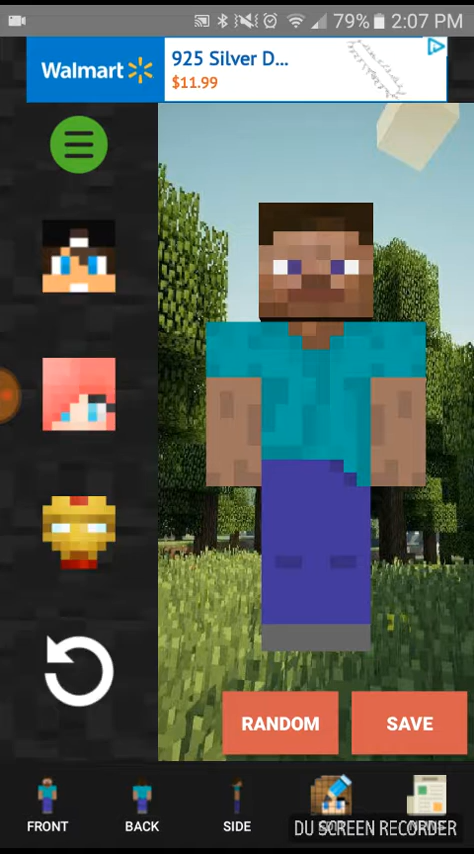 79% 2:07 PM
Walmart
925 Silver D...
$11.99
RANDOM
SAVE
FRONT
BACK
SIDE
DU SCREEN RECORDER